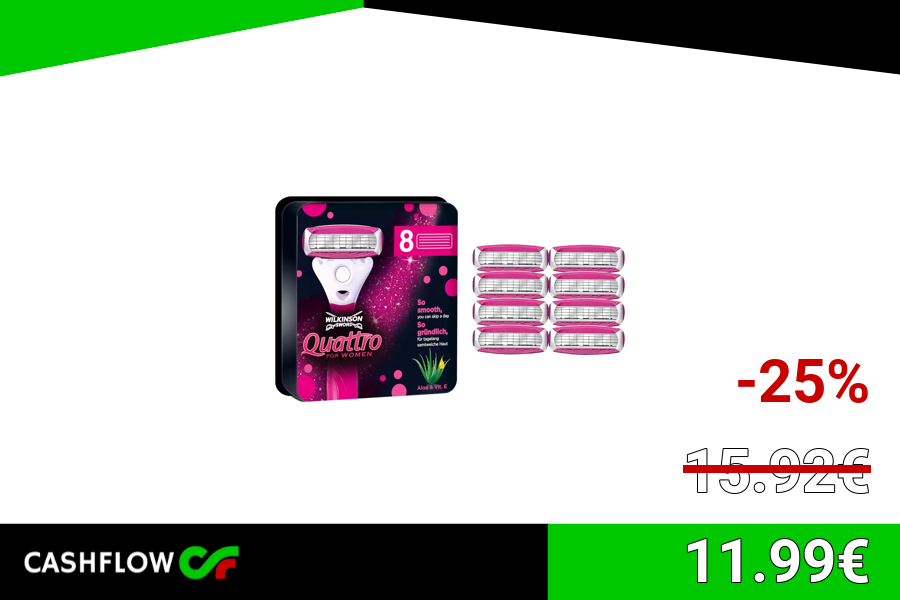 8
WILKINSON
SWORD
Quattro
FOR WOMEN
So
smooth,
you can skip a day
So
gründlich,
für tagelang
samtweiche Haut
Aloe & Vit. E
-25%
15.92€
CASHFLOW
11.99€